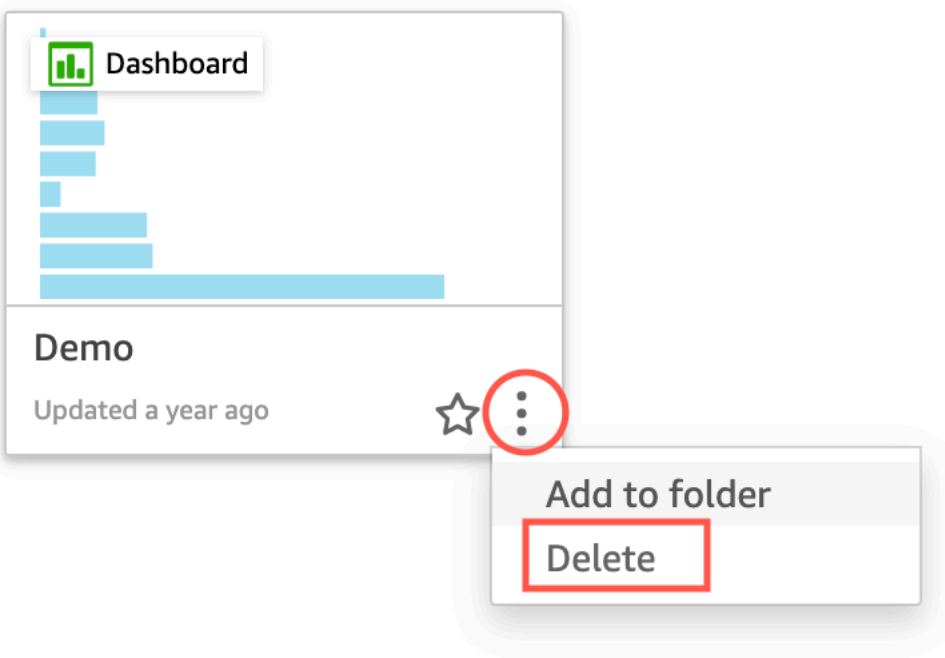 Dashboard
Demo
Updated a year ago
Add to folder
Delete